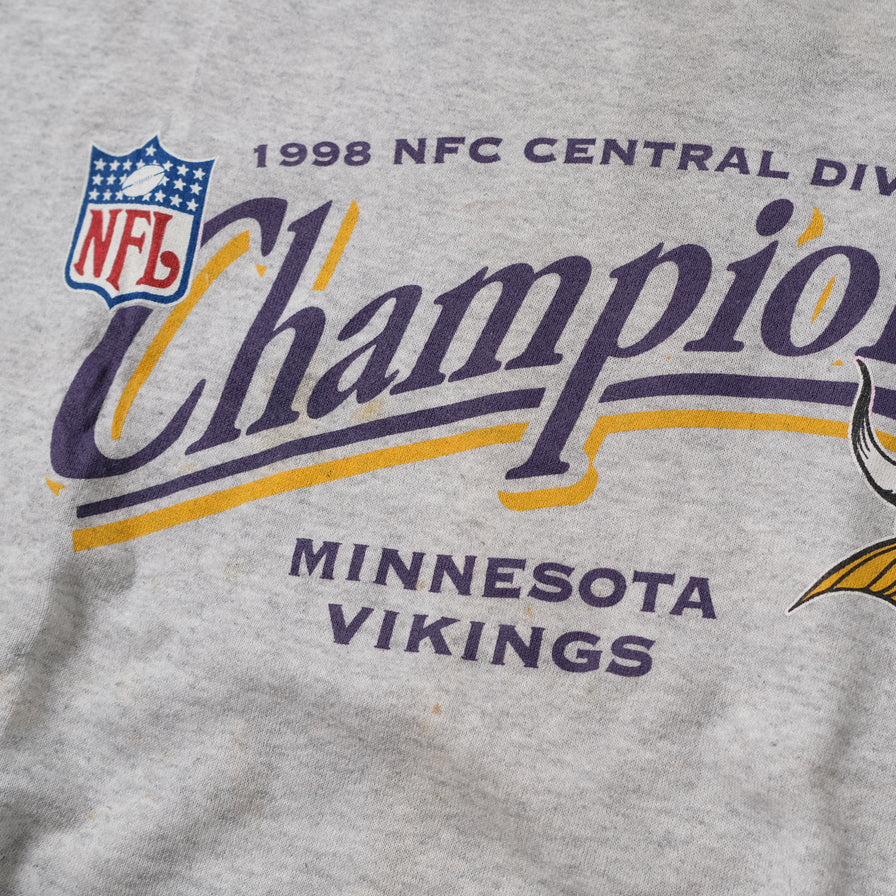 1998 NFC CENTRAL DIV
NFL
Champio
MINNESOTA
VIKINGS